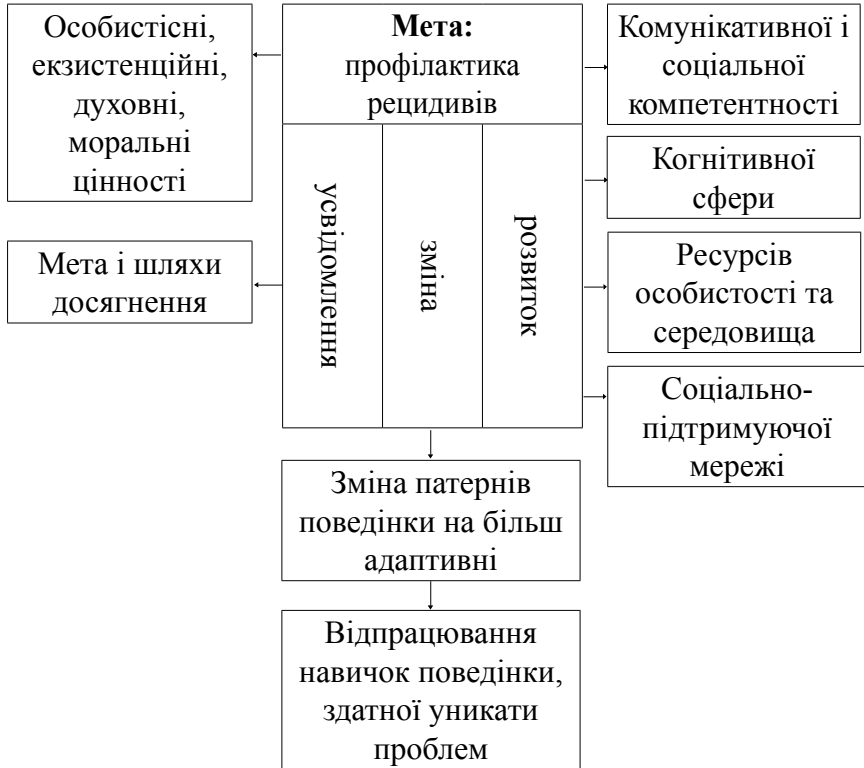 Особистісні,
екзистенційні,
духовні,
моральні
цінності
Мета і шляхи
досягнення
Мета:
профілактика
рецидивів
усвідомлення
зміна
розвиток
Комунікативної і
соціальної
компетентності
Когнітивної
сфери
Ресурсів
особистості та
середовища
Соціально-
підтримуючої
мережі
Зміна патернів
поведінки на більш
адаптивні
Відпрацювання
навичок поведінки,
здатної уникати
проблем